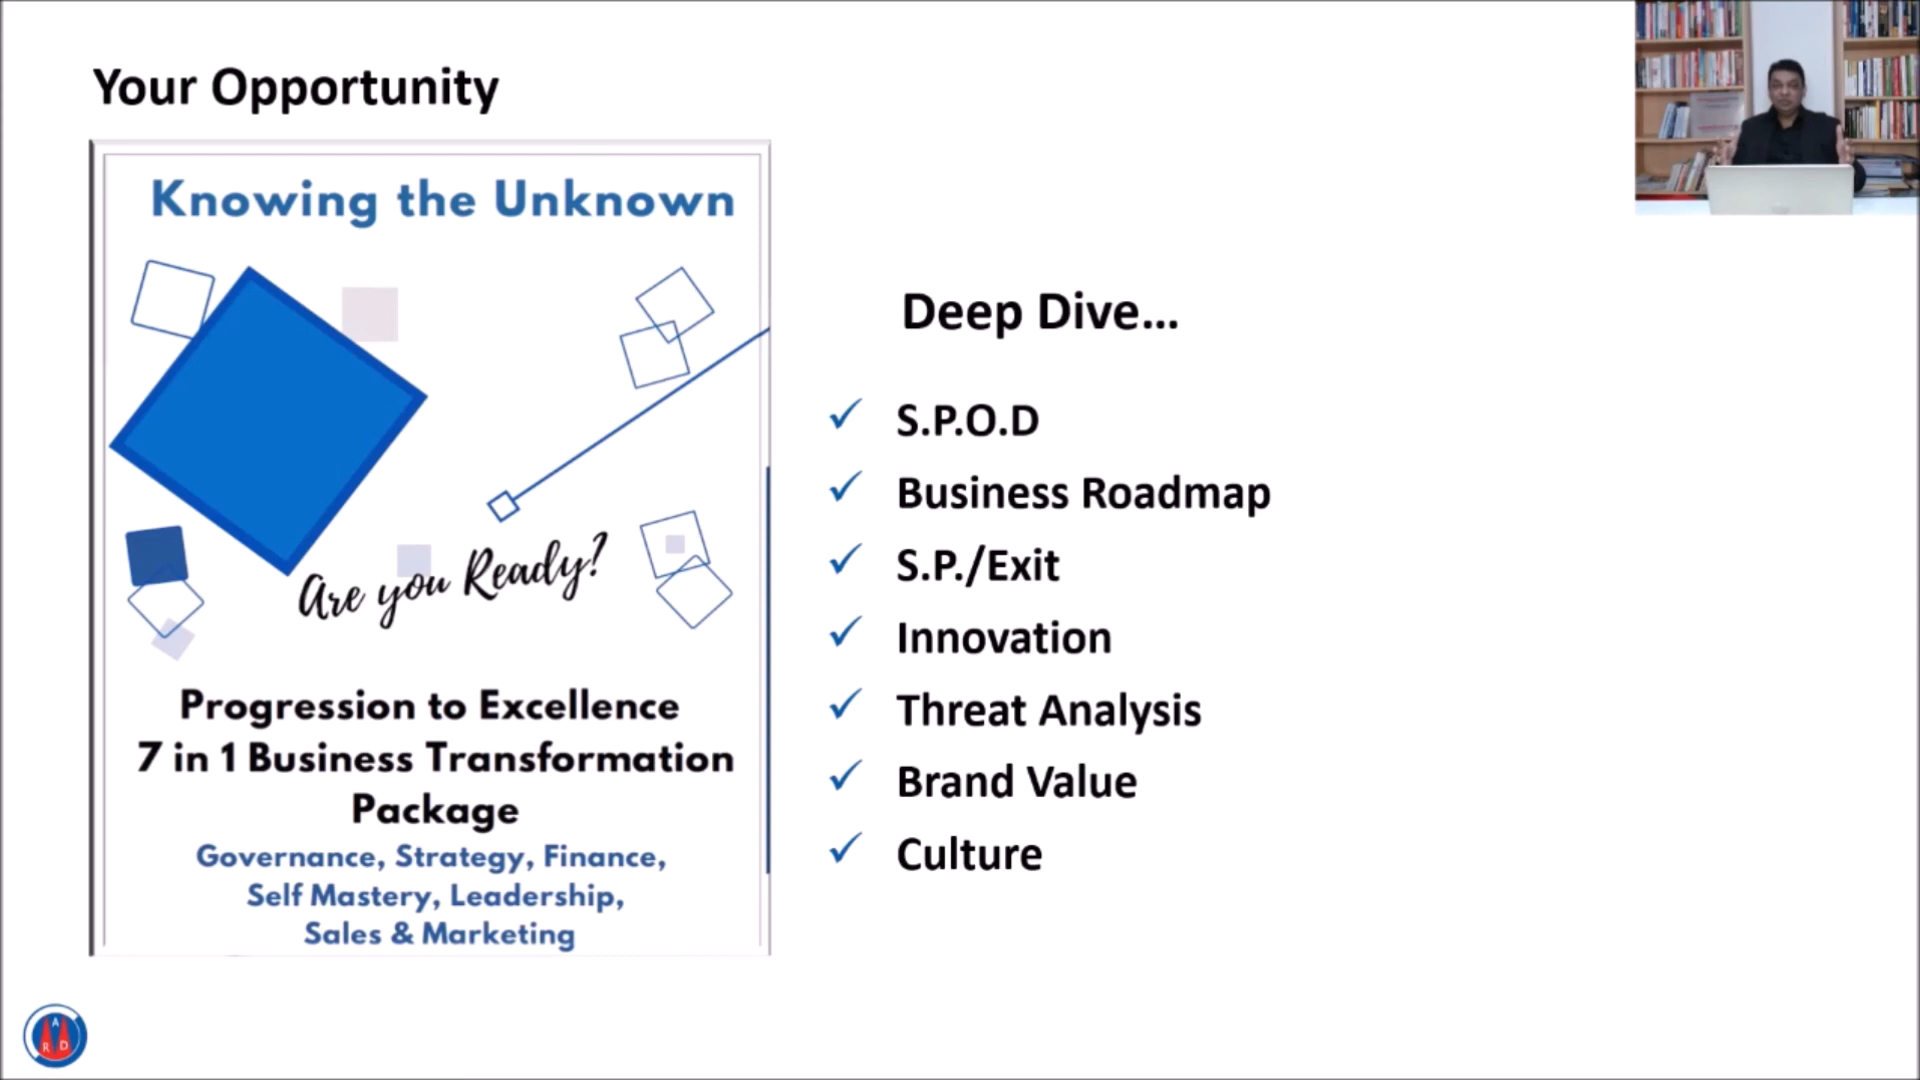 Your Opportunity
Knowing the Unknown
Are you Ready?
Progression to Excellence
7 in 1 Business Transformation
Package
Governance, Strategy, Finance,
Self Mastery, Leadership,
Sales & Marketing
Deep Dive...
S.P.O.D
Business Roadmap
S.P./Exit
Innovation
Threat Analysis
Brand Value
Culture
A
R D